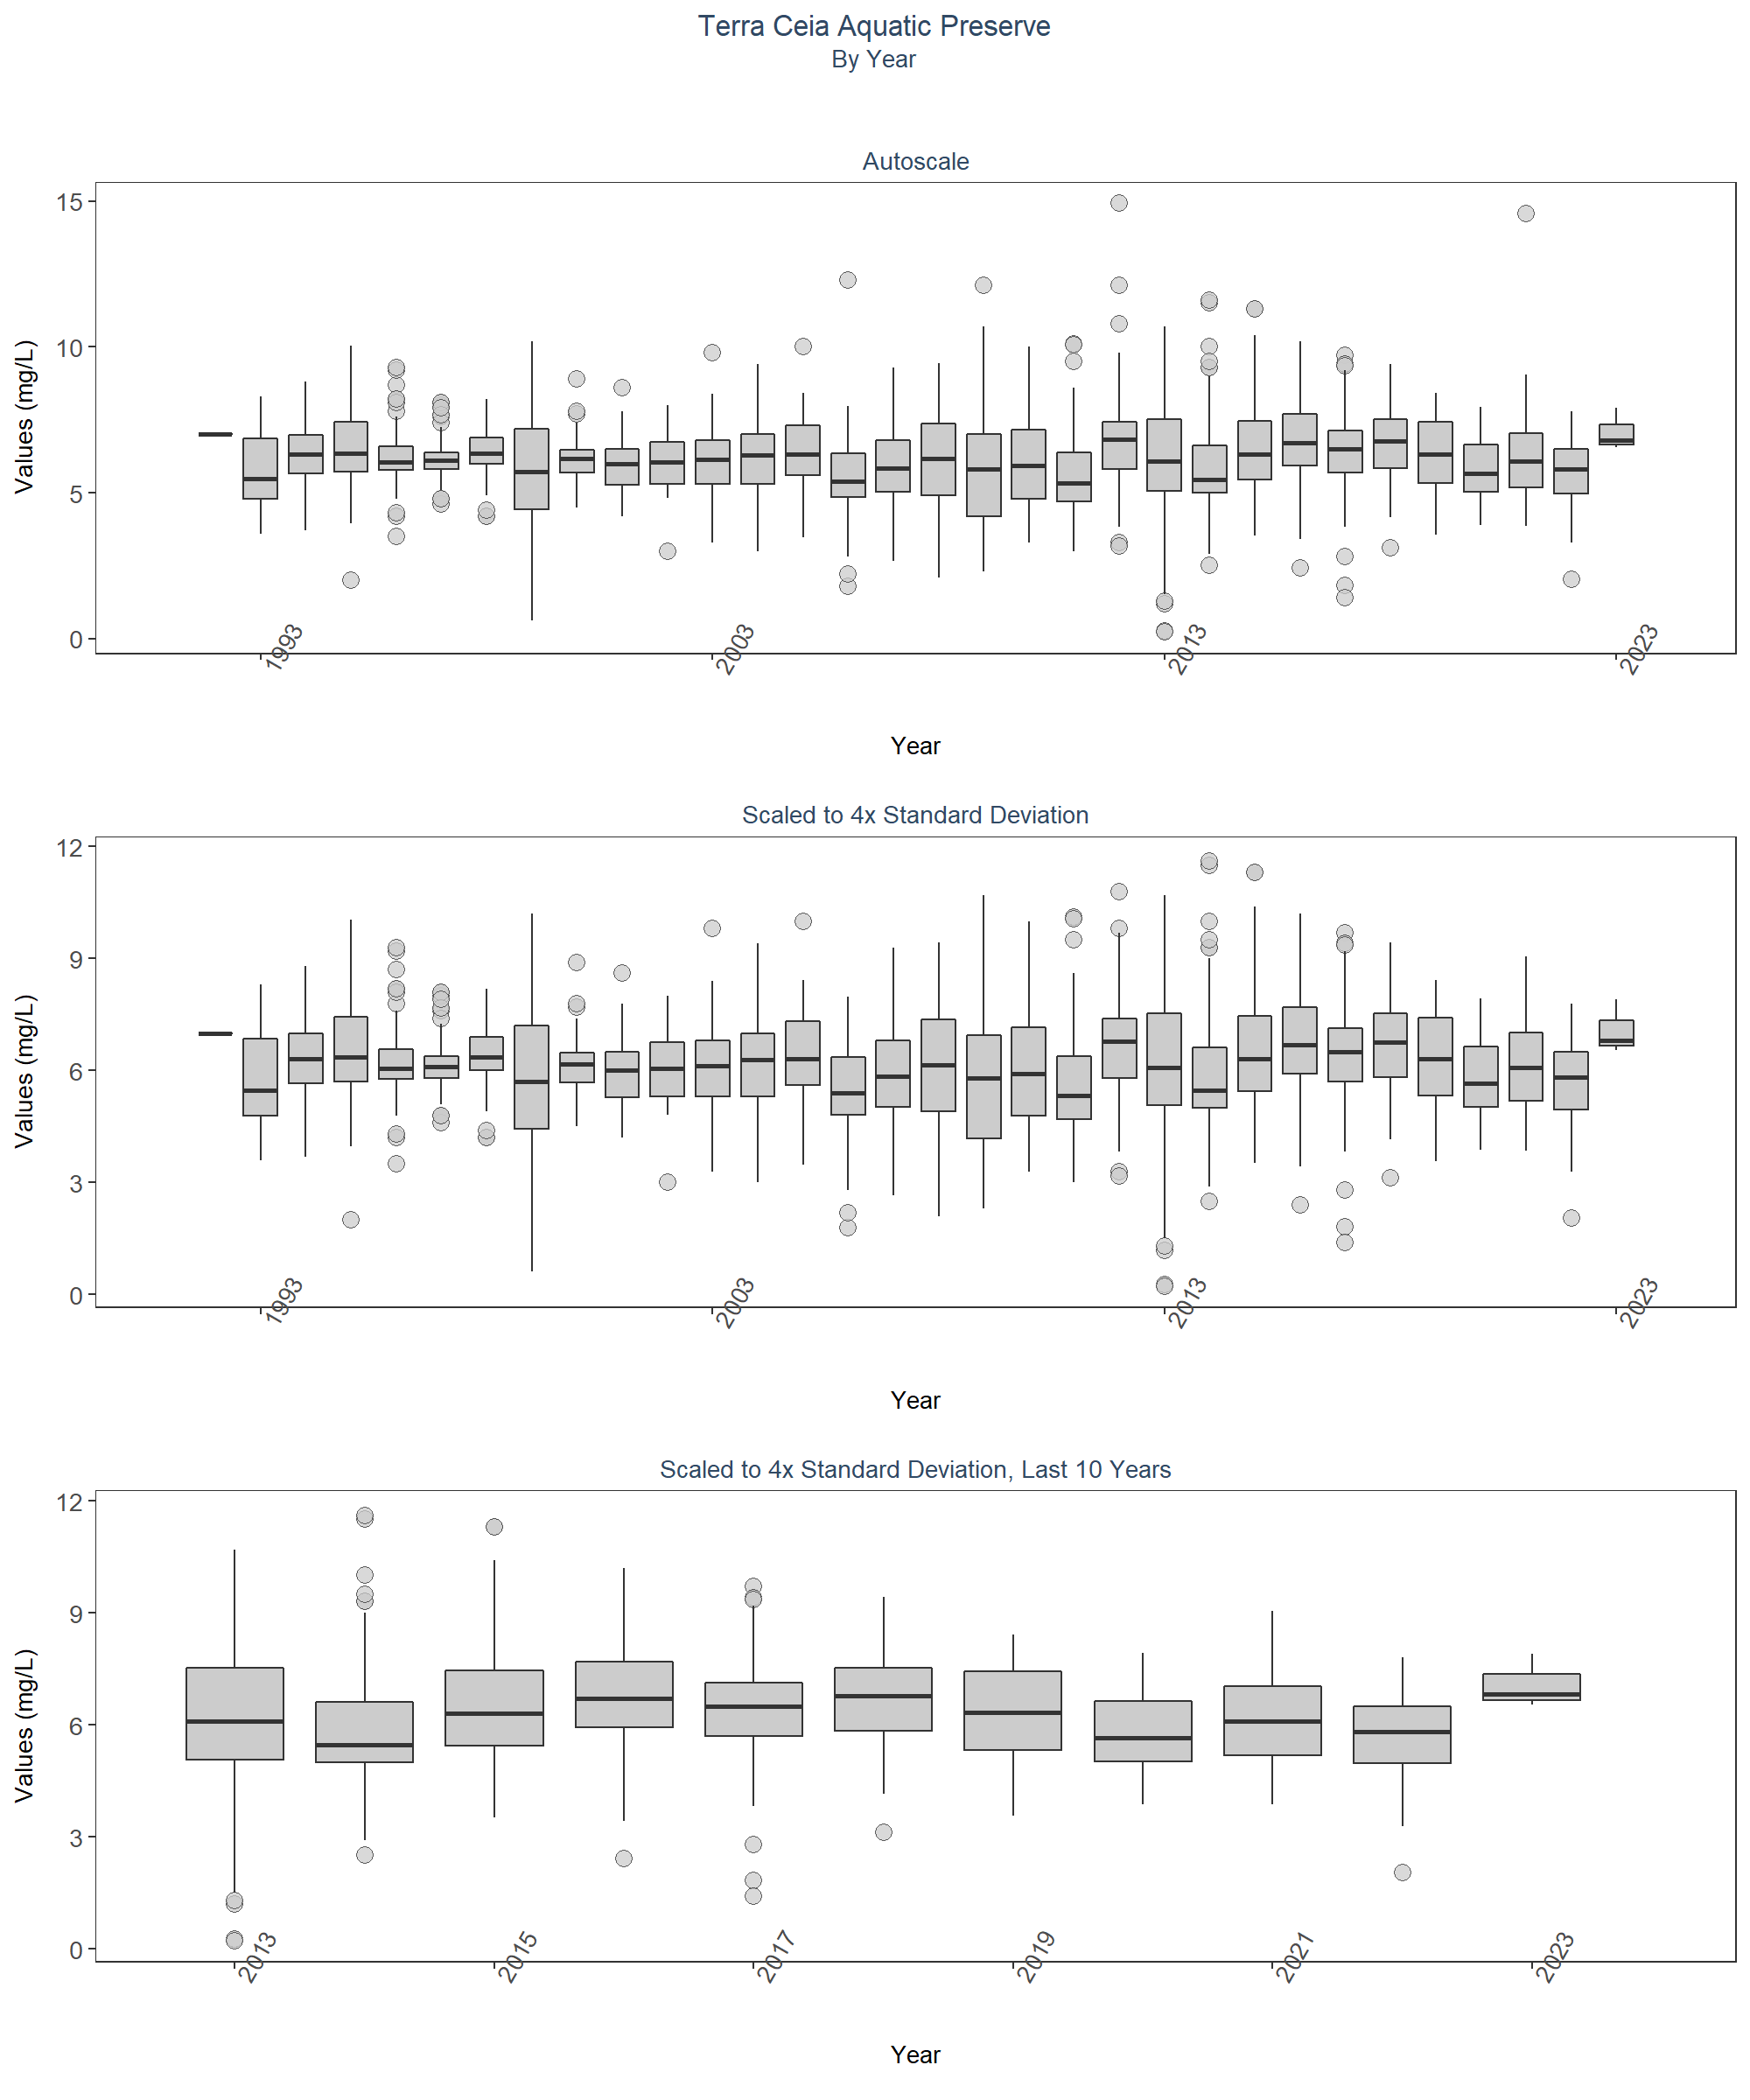 Terra Ceia Aquatic Preserve
By Year
Autoscale
Values (mg/L)
15
10
5
0
1993
2003
2013
2023
Year
Scaled to 4x Standard Deviation
Values (mg/L)
12
9
6
3
0
1993
2003
2013
2023
Year
Scaled to 4x Standard Deviation, Last 10 Years
Values (mg/L)
12
9
6
3
0
2013
2015
2017
2019
2021
2023
Year